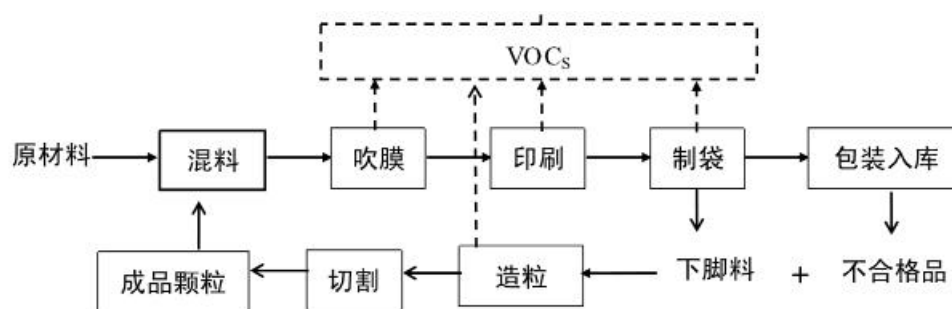 VOCs
原材料 混料 吹膜 印刷 制袋 包装入库
成品颗粒 切割 造粒 下脚料 + 不合格品